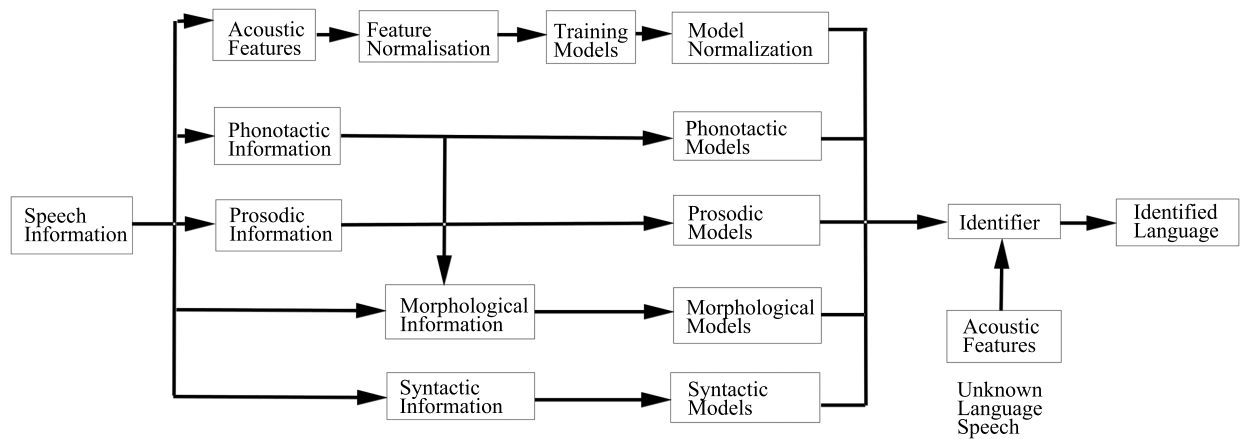 Acoustic
Features
Feature
Normalisation
Training
Models
Model
Normalization
Phonotactic
Information
Phonotactic
Models
Speech
Information
Prosodic
Information
Prosodic
Models
Identifier
Identified
Language
Morphological
Information
Morphological
Models
Acoustic
Features
Syntactic
Information
Syntactic
Models
Unknown
Language
Speech